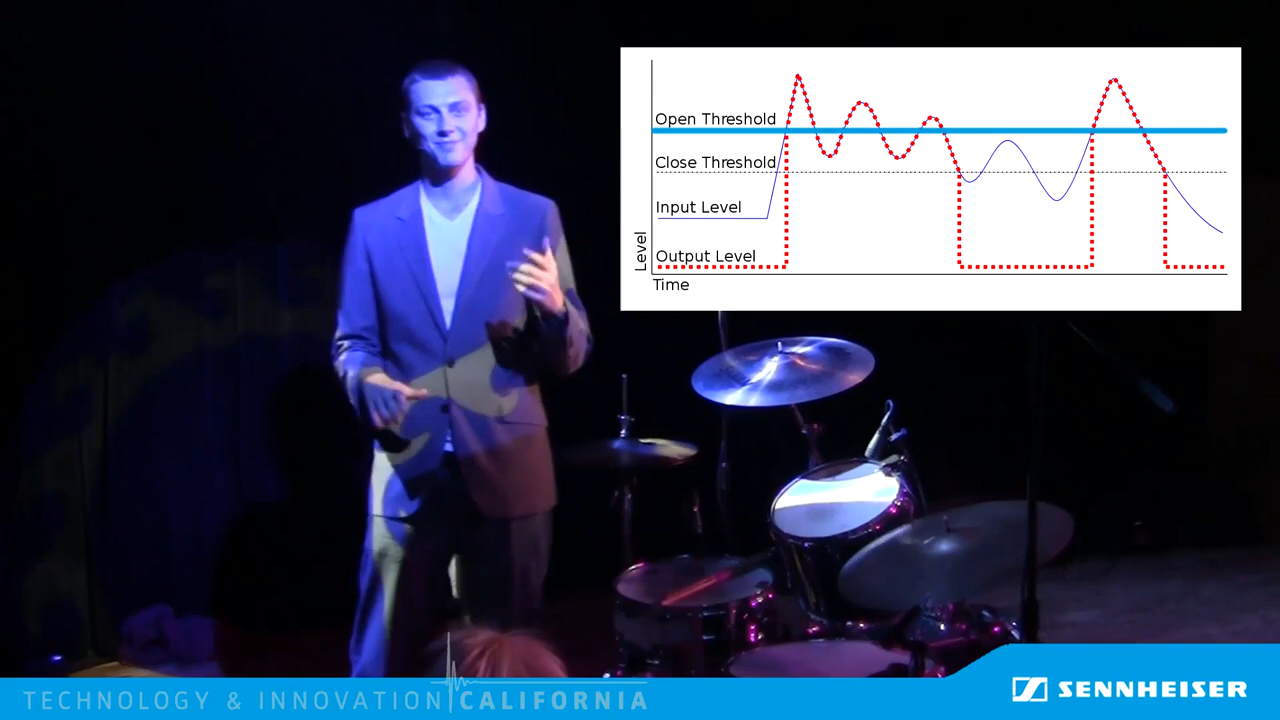 Open Threshold
Close Threshold
Input Level
Output Level
Level
Time
TECHNOLOGY & INNOVATION CALIFORNIA
SENNHEISER